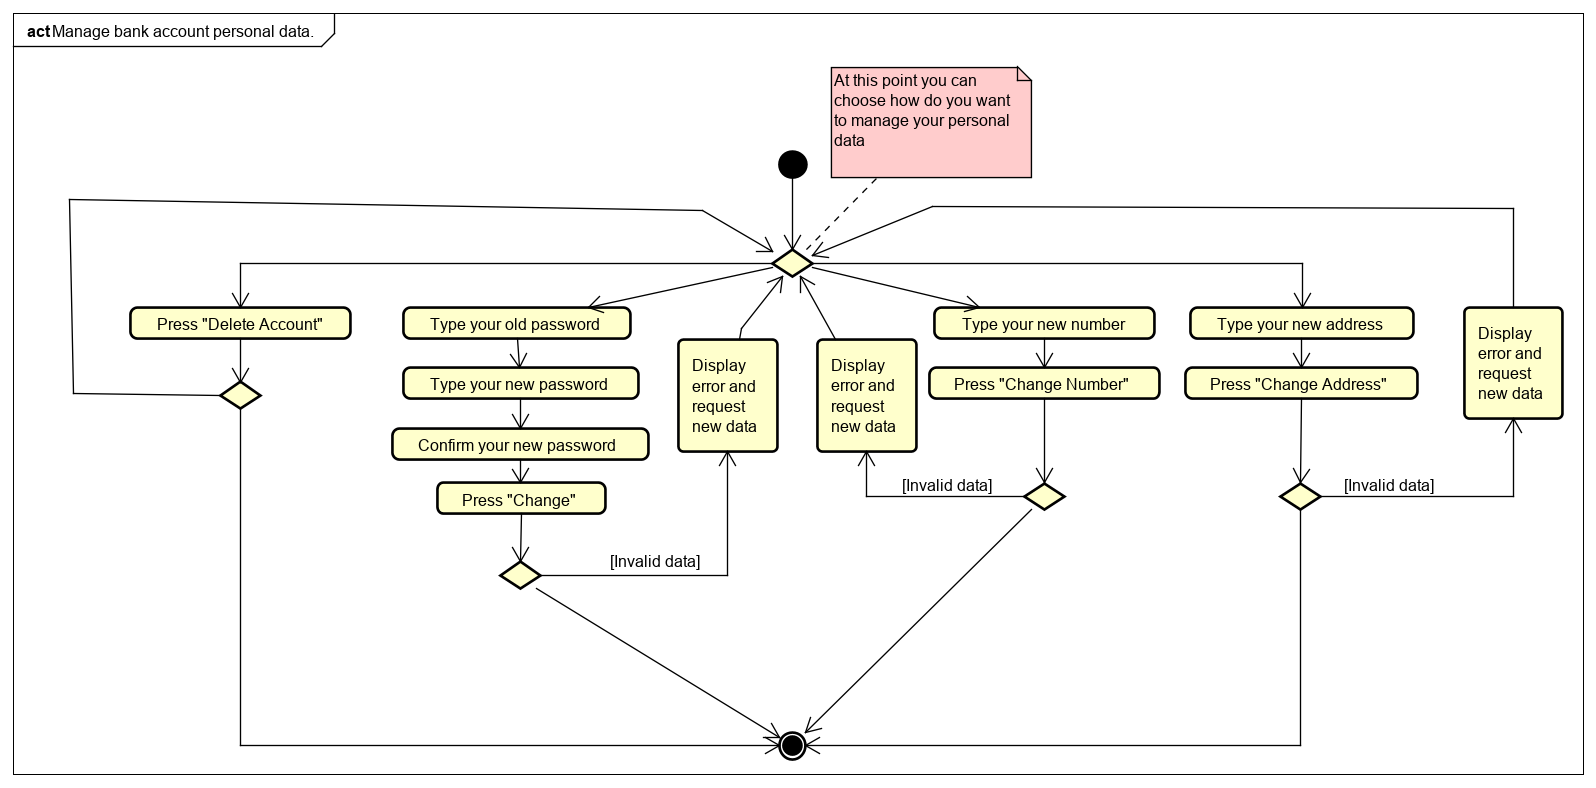 act Manage bank account personal data.
At this point you can
choose how do you want
to manage your personal
data
Press "Delete Account"
Type your old password
Type your new password
Confirm your new password
Press "Change"
[Invalid data]
Display
error and
request
new data
Display
error and
request
new data
Type your new number
Press "Change Number"
[Invalid data]
Type your new address
Press "Change Address"
[Invalid data]
Display
error and
request
new data